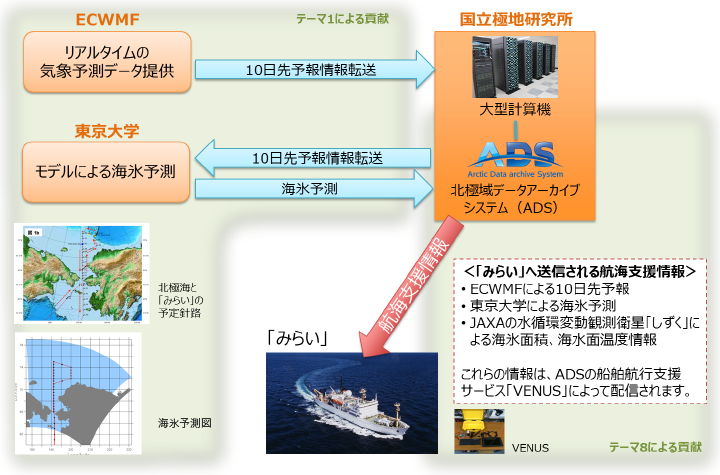 ECWMF
テーマ1による貢献
国立極地研究所
リアルタイムの
気象予測データ提供
10日先予報情報転送
大型計算機
東京大学
モデルによる海氷予測
10日先予報情報転送
海氷予測
ADS
Arctic Data archive System
北極域データアーカイブ
システム（ADS）
図 1b
北極海と
「みらい」の
予定針路
航海支援情報
＜「みらい」へ送信される航海支援情報＞
• ECWMFによる10日先予報
• 東京大学による海氷予測
• JAXAの水循環変動観測衛星「しずく」に
よる海氷面積、海水面温度情報
これらの情報は、ADSの船舶航行支援
サービス「VENUS」によって配信されます。
「みらい」
海氷予測図
VENUS
テーマ8による貢献